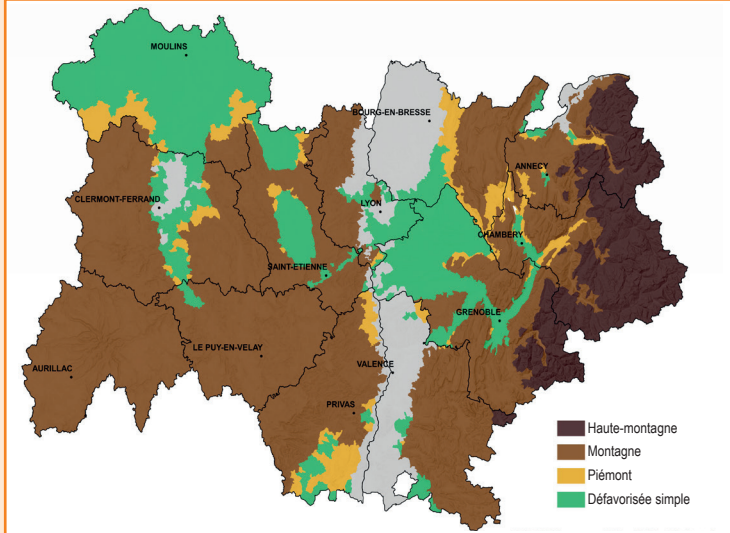 MOULINS
BOURG-EN-BRESSE
ANNECY
CLERMONT-FERRAND
LYON
CHAMBERY
SAINT-ETIENNE
GRENOBLE
LE PUY-EN-VELAY
AURILLAC
VALENCE
PRIVAS
Haute-montagne
Montagne
Piémont
Défavorisée simple